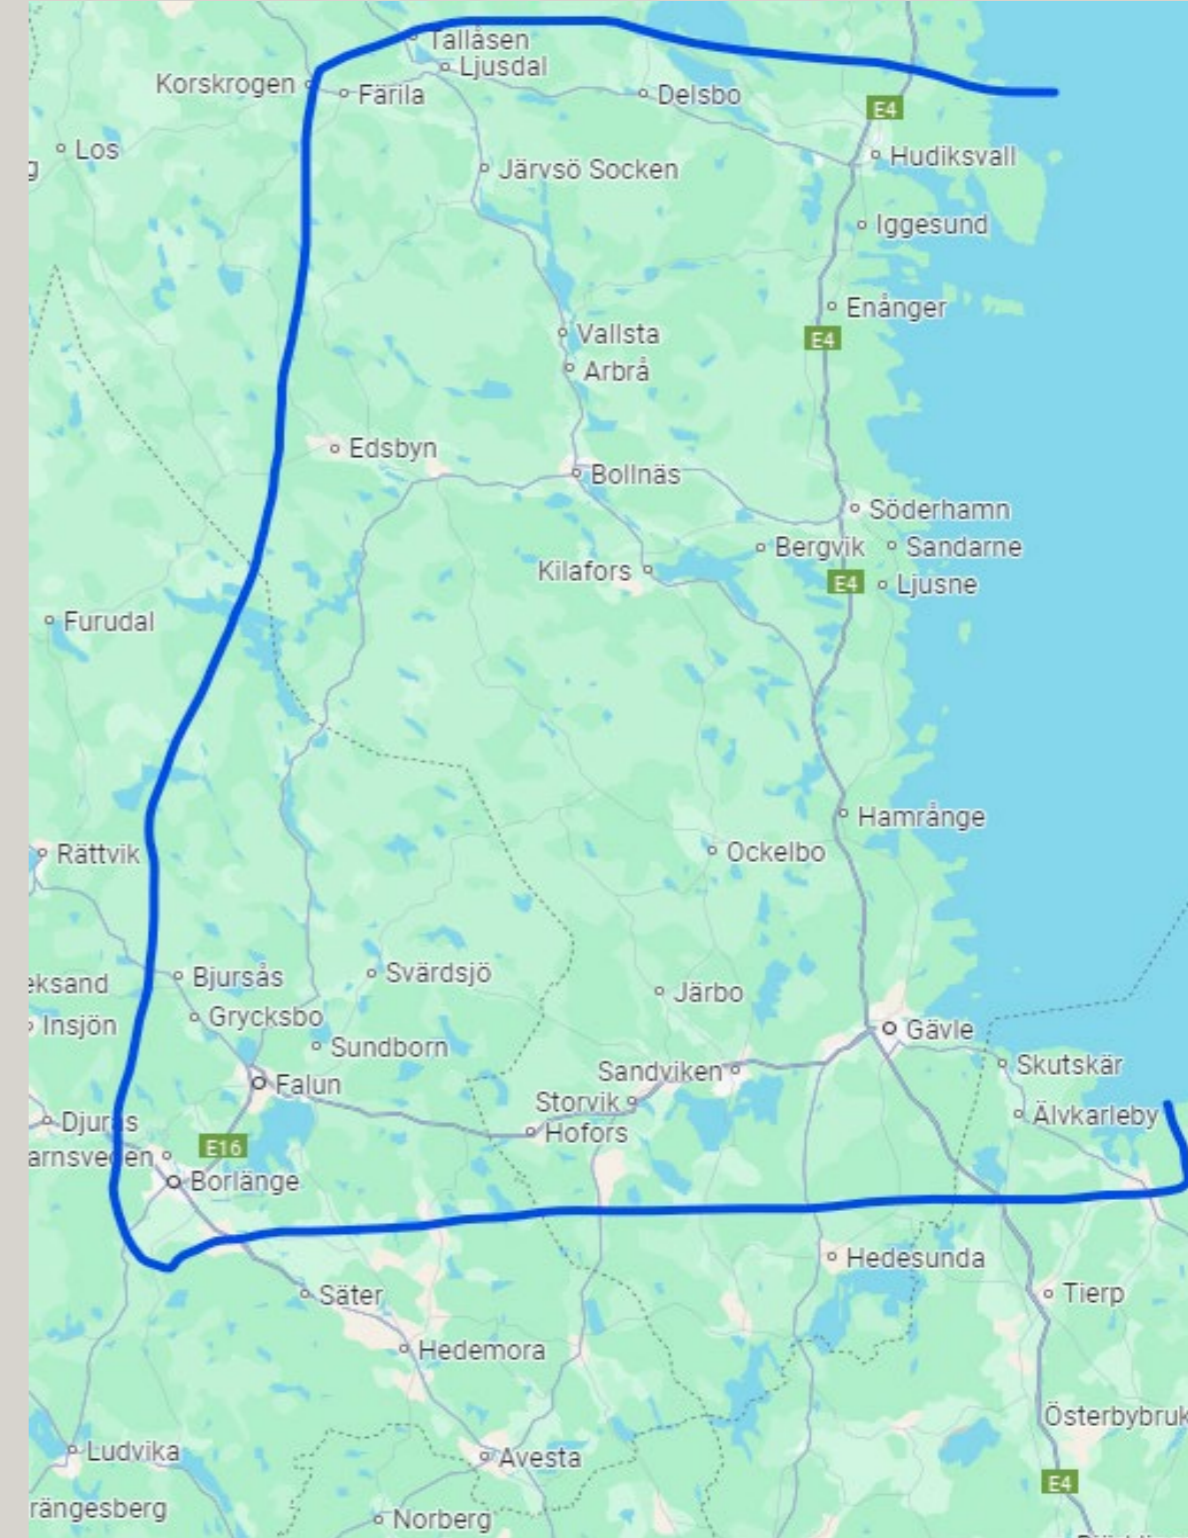 Tallåsen
Ljusdal
Korskrogen
Färila
Delsbo
E4
Los
Hudiksvall
g
Järvsö Socken
Iggesund
Enånger
Vallsta
E4
Arbrå
Edsbyn
Bollnäs
Söderhamn
Bergvik
Sandarne
Kilafors
E4
Ljusne
Furudal
Hamrånge
Rättvik
Ockelbo
Bjursås
Svärdsjö
eksand
Järbo
Grycksbo
Insjön
Gävle
Sundborn
Skutskär
Sandviken
Falun
Storvik
Älvkarleby
Djurås
Hofors
E16
arnsveden
Borlänge
Hedesunda
Säter
Tierp
Hedemora
Österbybruk
Ludvika
Avesta
E4
rängesberg
Norberg